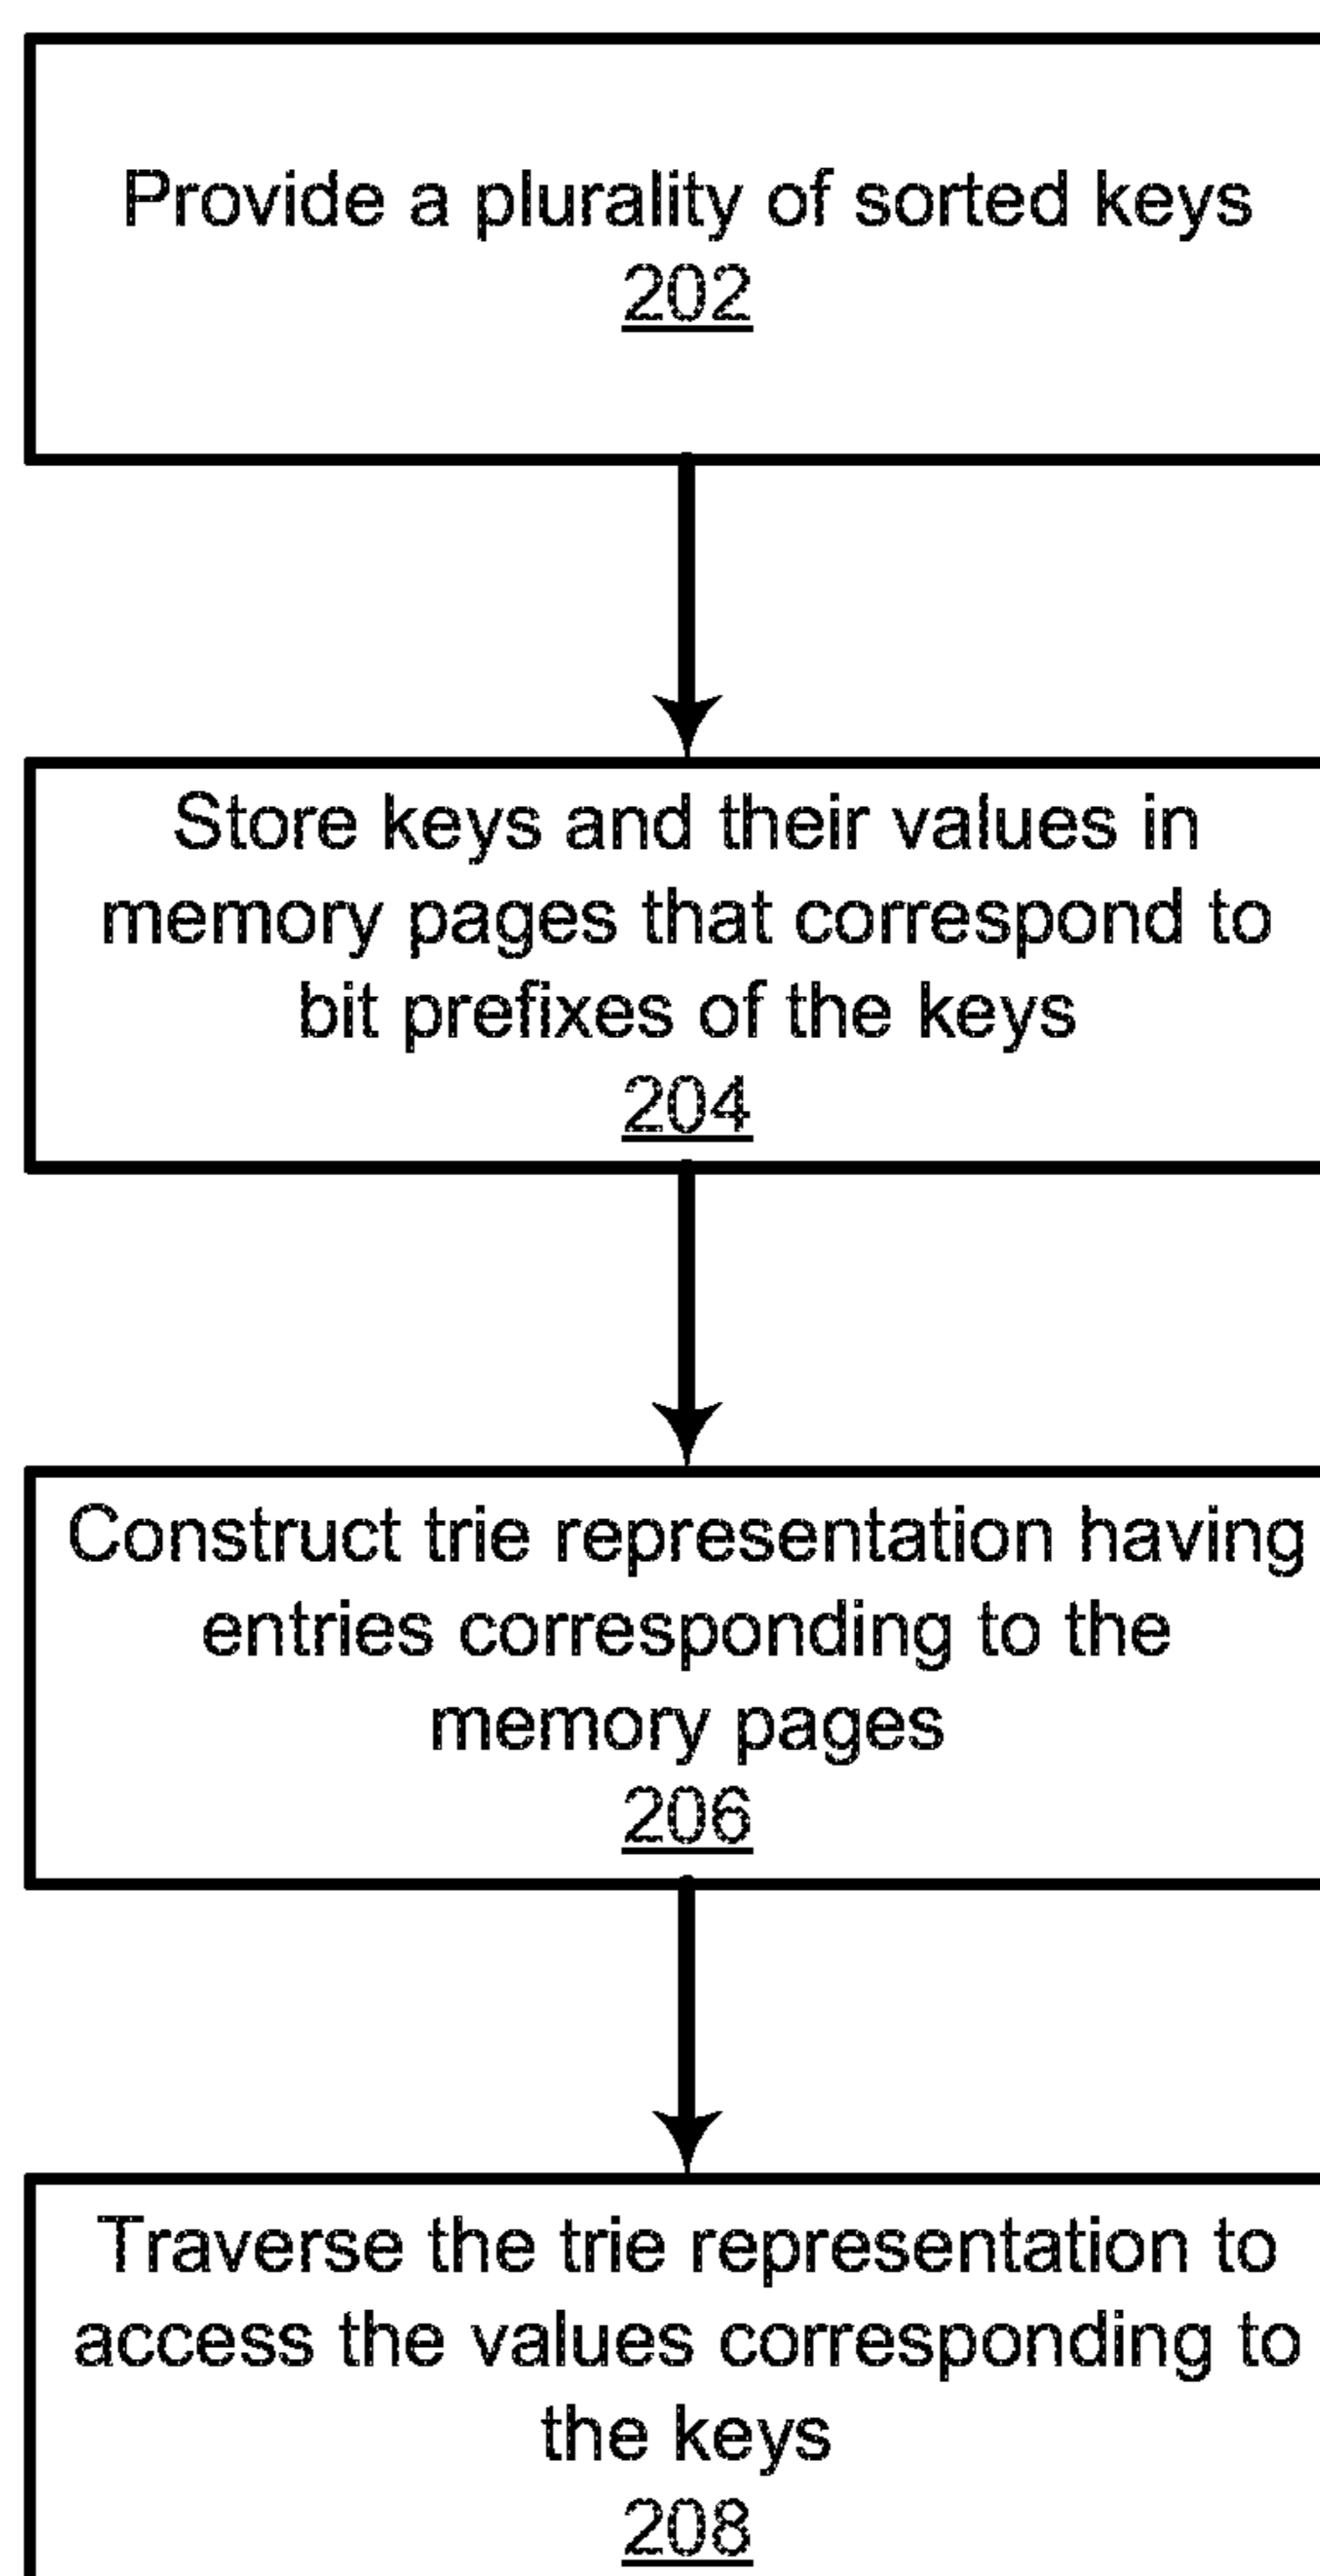 Provide a plurality of sorted keys
202
Store keys and their values in
memory pages that correspond to
bit prefixes of the keys
204
Construct trie representation having
entries corresponding to the
memory pages
206
Traverse the trie representation to
access the values corresponding to
the keys
208